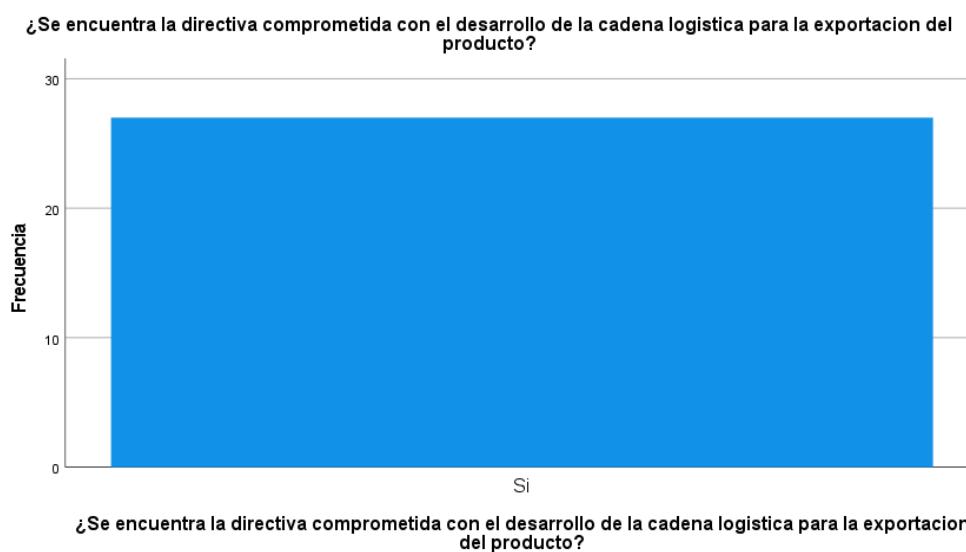 ¿Se encuentra la directiva comprometida con el desarrollo de la cadena logistica para la exportacion del
producto?
30
20
10
0
Frecuencia
Si
¿Se encuentra la directiva comprometida con el desarrollo de la cadena logistica para la exportacion
del producto?